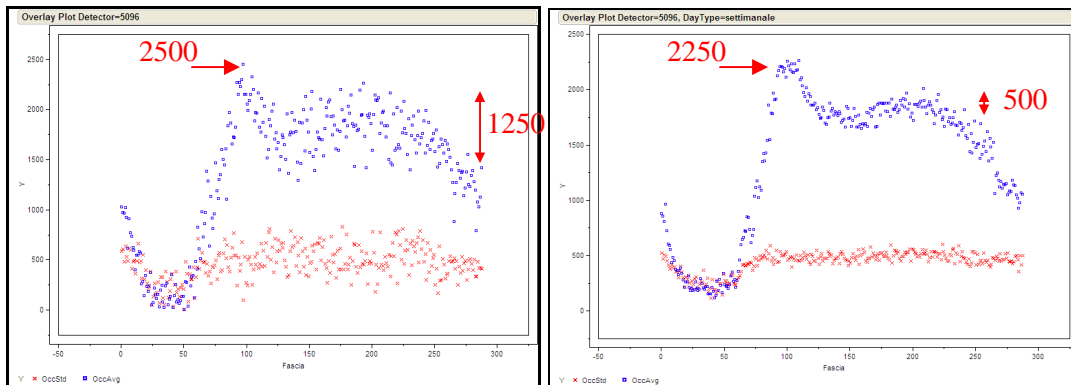 Overlay Plot Detector=5096
2500
1250
2500
2000
1500
1000
500
0
Y
-50 0 50 100 150 200 250 300
Fascia
Y × OccStd OccAvg
Overlay Plot Detector=5096, DayType=settimanale
2250
500
2500
2000
1500
1000
500
0
Y
-50 0 50 100 150 200 250 300
Fascia
Y × OccStd OccAvg